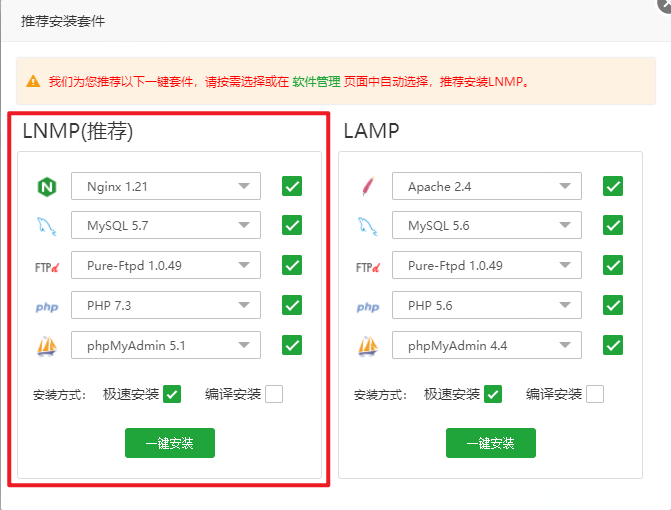 推荐安装套件
我们为您推荐以下一键套件，请按需选择或在 软件管理 页面中自动选择，推荐安装LNMP。
LNMP(推荐)
Nginx 1.21
MySQL 5.7
FTPd Pure-Ftpd 1.0.49
php PHP 7.3
phpMyAdmin 5.1
安装方式： 极速安装 编译安装
一键安装
LAMP
Apache 2.4
MySQL 5.6
FTPd Pure-Ftpd 1.0.49
php PHP 5.6
phpMyAdmin 4.4
安装方式： 极速安装 编译安装
一键安装